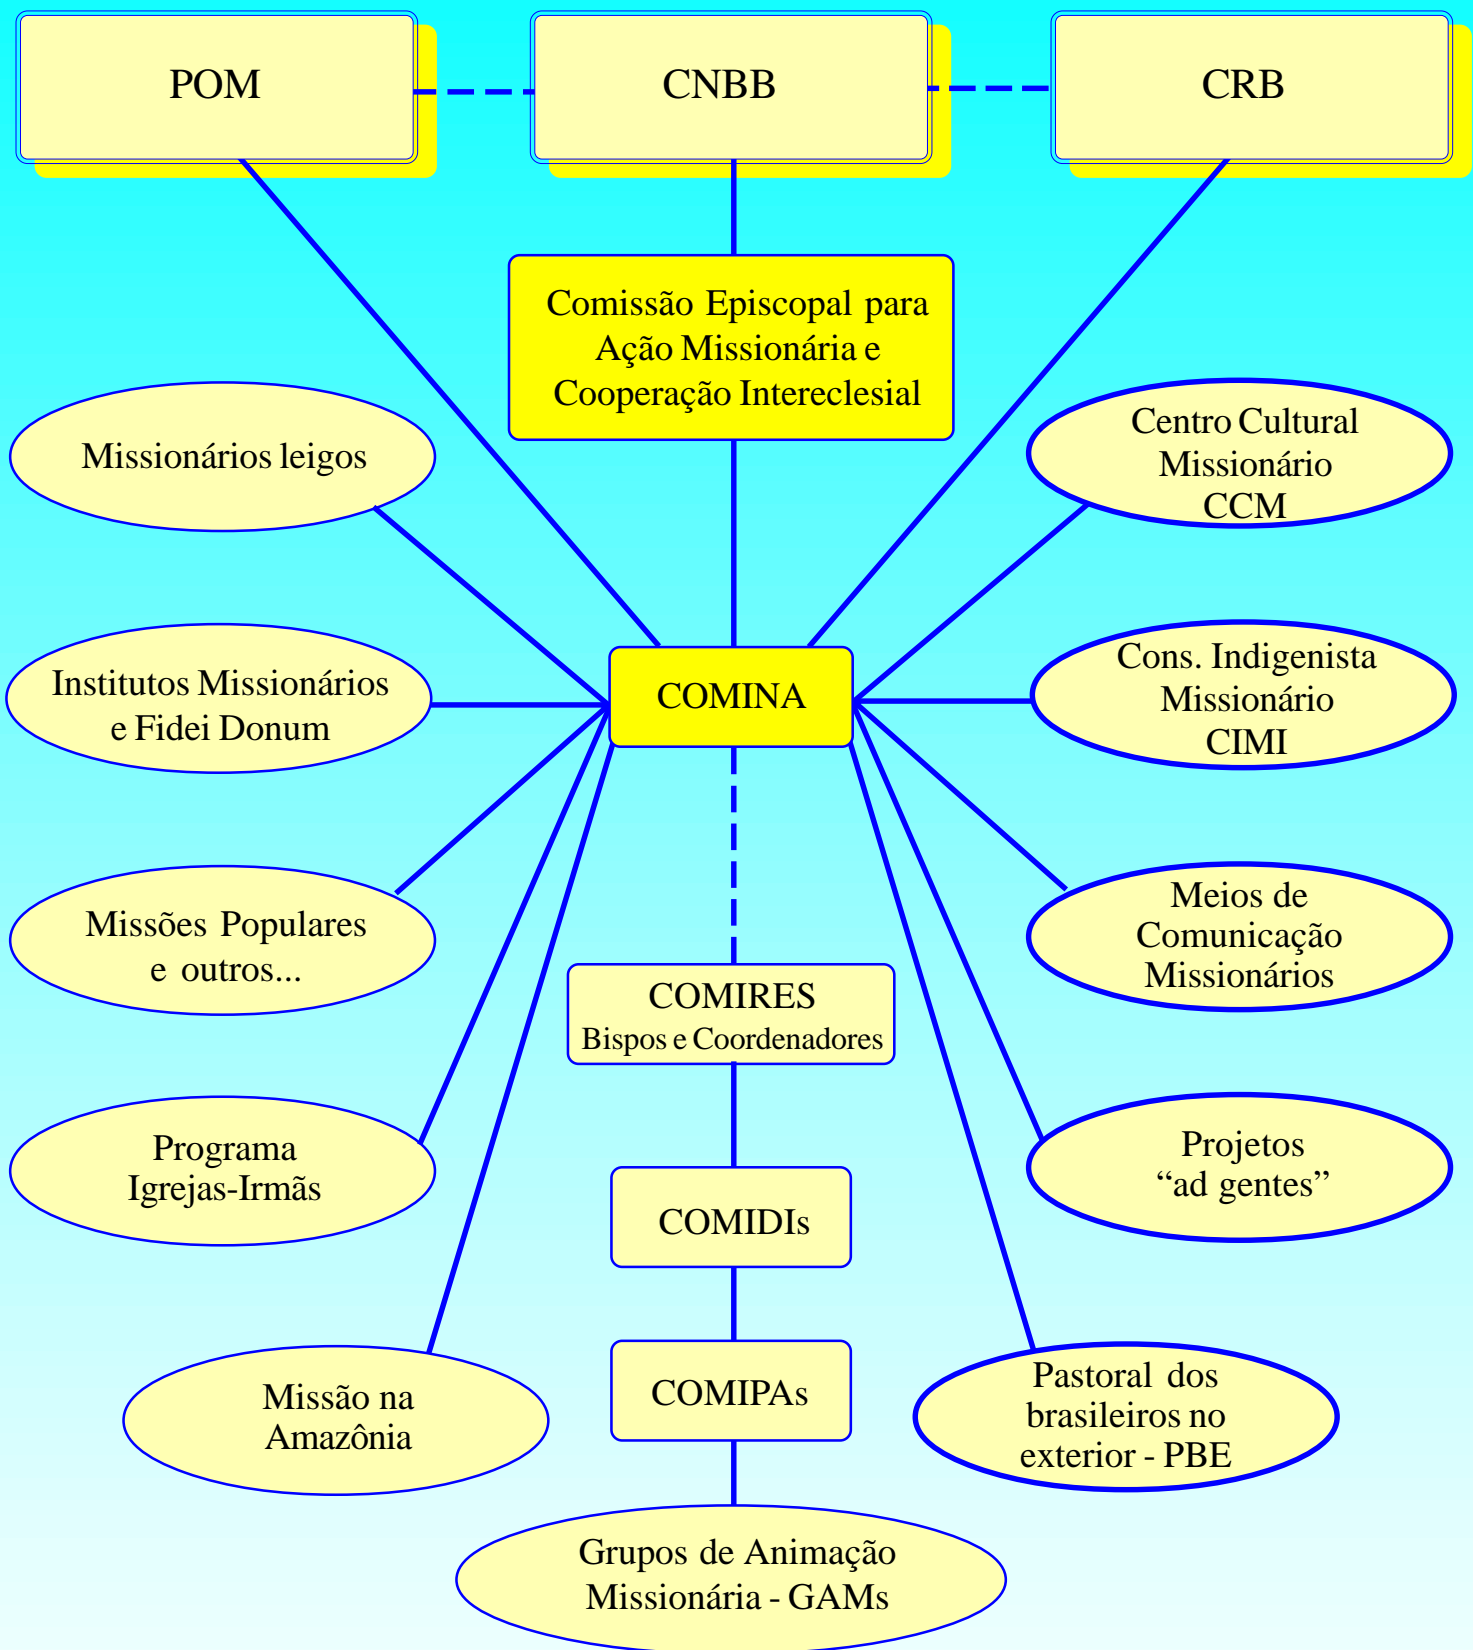 POM
CNBB
CRB
Comissão Episcopal para
Ação Missionária e
Cooperação Intereclesial
Missionários leigos
Centro Cultural
Missionário
CCM
Institutos Missionários
e Fidei Donum
COMINA
Cons. Indigenista
Missionário
CIMI
Missões Populares
e outros...
Meios de
Comunicação
Missionários
COMIRES
Bispos e Coordenadores
Programa
Igrejas-Irmãs
Projetos
“ad gentes”
COMIDIs
Missão na
Amazônia
COMIPAs
Pastoral dos
brasileiros no
exterior - PBE
Grupos de Animação
Missionária - GAMs